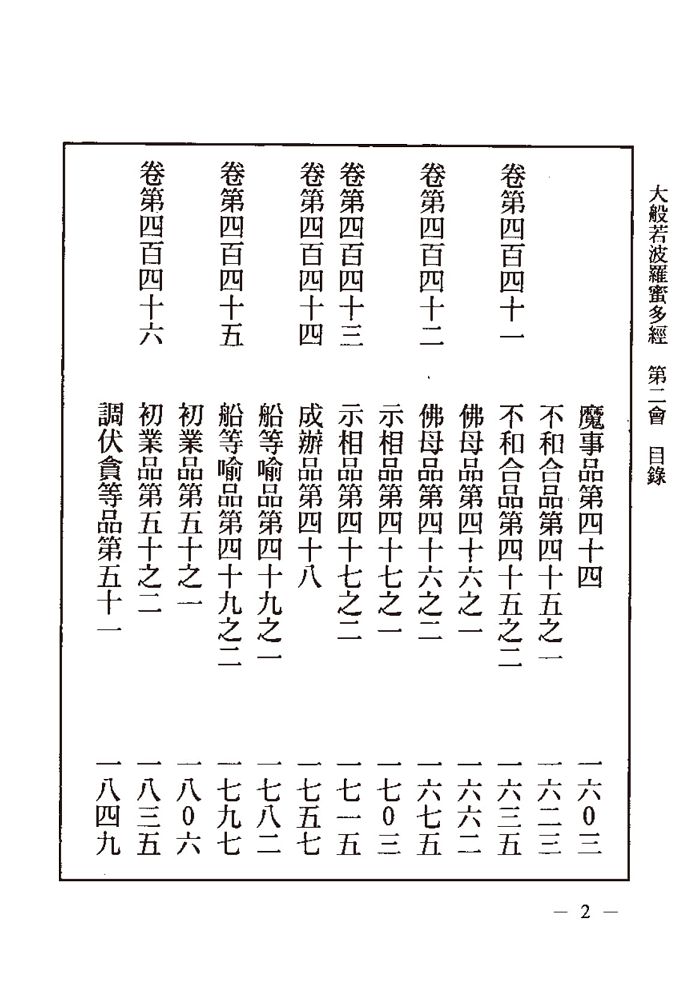 大般若波羅蜜多經　第二會　目錄
魔事品第四十四　一六0三
不和合品第四十五之一　一六二三
卷第四百四十一　不和合品第四十五之二　一六三五
佛母品第四十六之一　一六六二
卷第四百四十二　佛母品第四十六之二　一六七五
示相品第四十七之一　一七0三
卷第四百四十三　示相品第四十七之二　一七一五
卷第四百四十四　成辦品第四十八　一七五七
船等喻品第四十九之一　一七八二
卷第四百四十五　船等喻品第四十九之二　一七九七
初業品第五十之一　一八0六
卷第四百四十六　初業品第五十之二　一八三五
調伏貪等品第五十一　一八四九
— 2 —